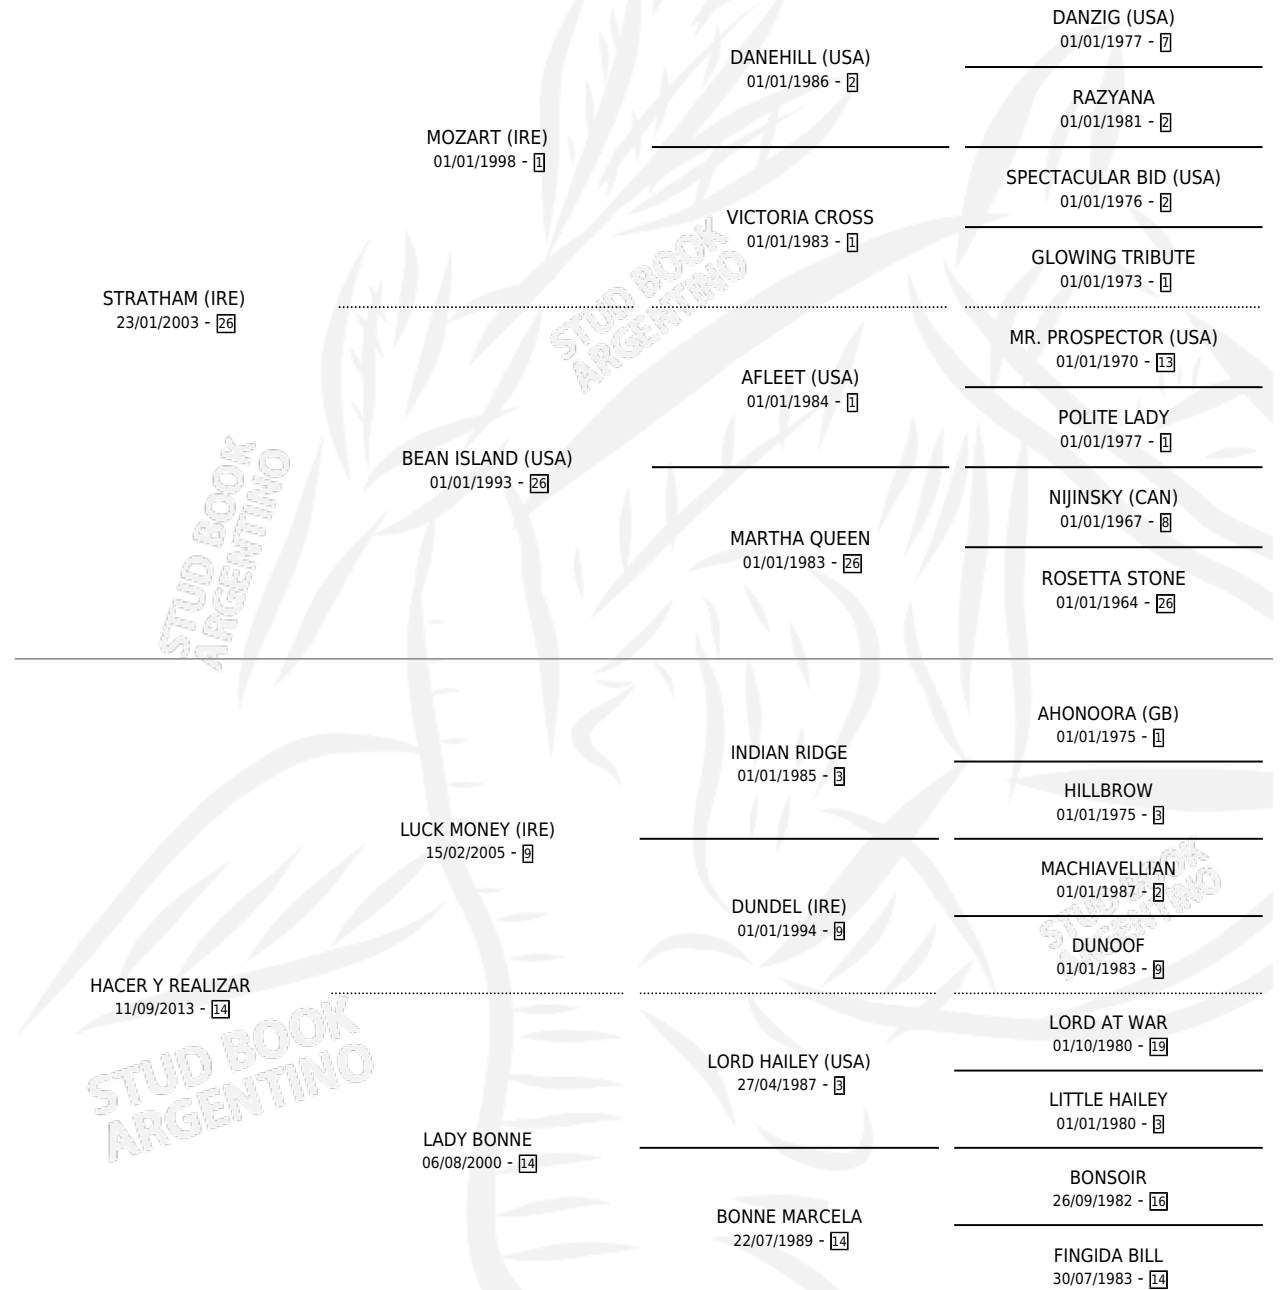 DANZIG (USA)
01/01/1977 - 7
DANEHILL (USA)
01/01/1986 - 2
RAZYANA
01/01/1981 - 2
MOZART (IRE)
01/01/1998 - 1
SPECTACULAR BID (USA)
01/01/1976 - 2
VICTORIA CROSS
01/01/1983 - 1
GLOWING TRIBUTE
01/01/1973 - 1
STRATHAM (IRE)
23/01/2003 - 26
STUD BOOK
ARGENTINO
MR. PROSPECTOR (USA)
01/01/1970 - 13
AFLEET (USA)
01/01/1984 - 1
POLITE LADY
01/01/1977 - 1
BEAN ISLAND (USA)
01/01/1993 - 26
NIJINSKY (CAN)
01/01/1967 - 8
MARTHA QUEEN
01/01/1983 - 26
ROSETTA STONE
01/01/1964 - 26
STUD BOOK
ARGENTINO
AHONOORA (GB)
01/01/1975 - 1
INDIAN RIDGE
01/01/1985 - 3
HILLBROW
01/01/1975 - 3
LUCK MONEY (IRE)
15/02/2005 - 9
MACHIAVELLIAN
01/01/1987 - 2
DUNDEL (IRE)
01/01/1994 - 9
DUNOOF
01/01/1983 - 9
STUD BOOK
ARGENTINO
HACER Y REALIZAR
11/09/2013 - 14
STUD BOOK
ARGENTINO
LORD AT WAR
01/10/1980 - 19
LORD HAILEY (USA)
27/04/1987 - 3
LITTLE HAILEY
01/01/1980 - 3
LADY BONNE
06/08/2000 - 14
BONSOIR
26/09/1982 - 16
BONNE MARCELA
22/07/1989 - 14
FINGIDA BILL
30/07/1983 - 14